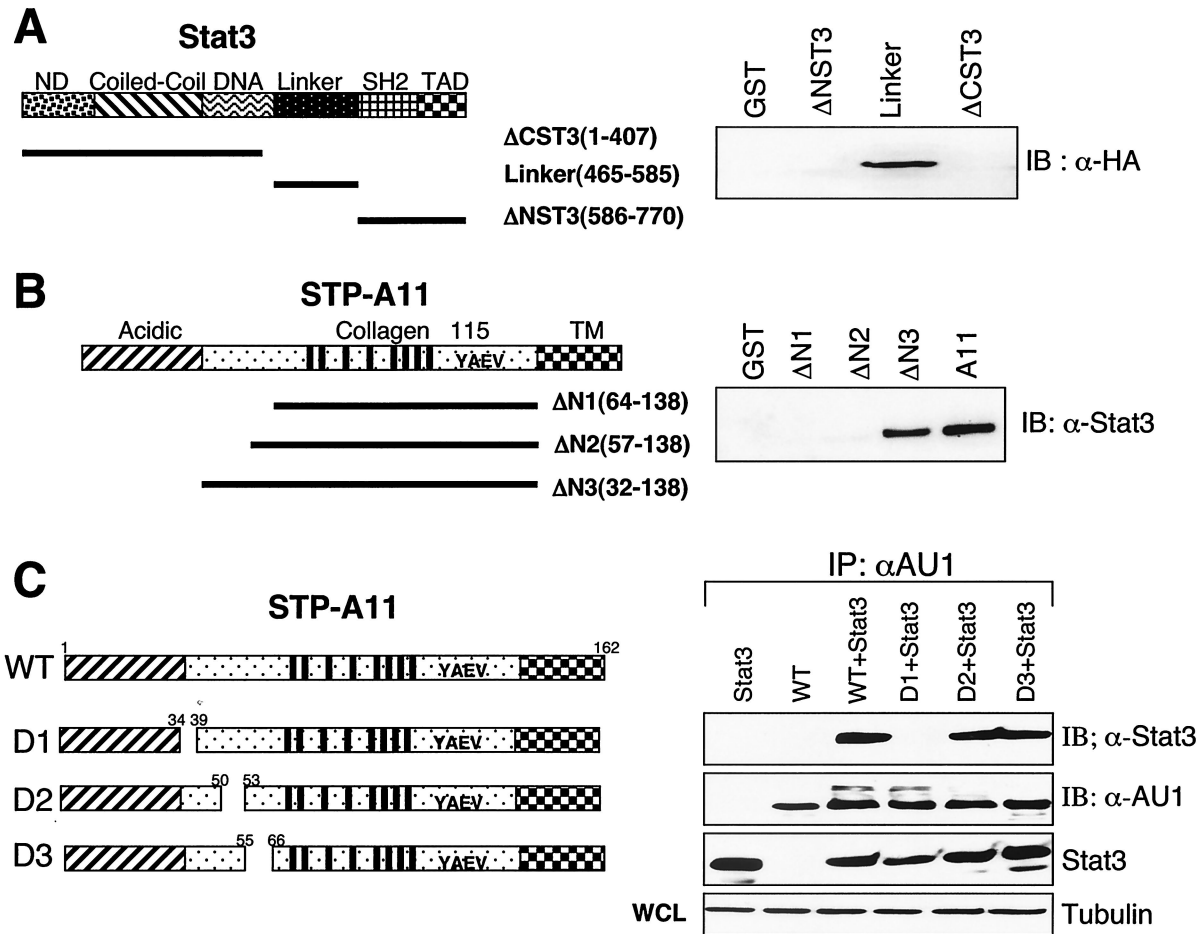 A
Stat3
ND Coiled-Coil DNA Linker SH2 TAD
ΔCST3(1-407)
Linker(465-585)
ΔNST3(586-770)
GST ΔNST3 Linker ΔCST3
IB : α-HA
B
STP-A11
Acidic Collagen 115 TM
YAEV
ΔN1(64-138)
ΔN2(57-138)
ΔN3(32-138)
GST ΔN1 ΔN2 ΔN3 A11
IB: α-Stat3
C
STP-A11
1 162
WT YAEV
34 39
D1 YAEV
50 53
D2 YAEV
55 66
D3 YAEV
IP: αAU1
Stat3 WT WT+Stat3 D1+Stat3 D2+Stat3 D3+Stat3
IB; α-Stat3
IB: α-AU1
Stat3
WCL Tubulin